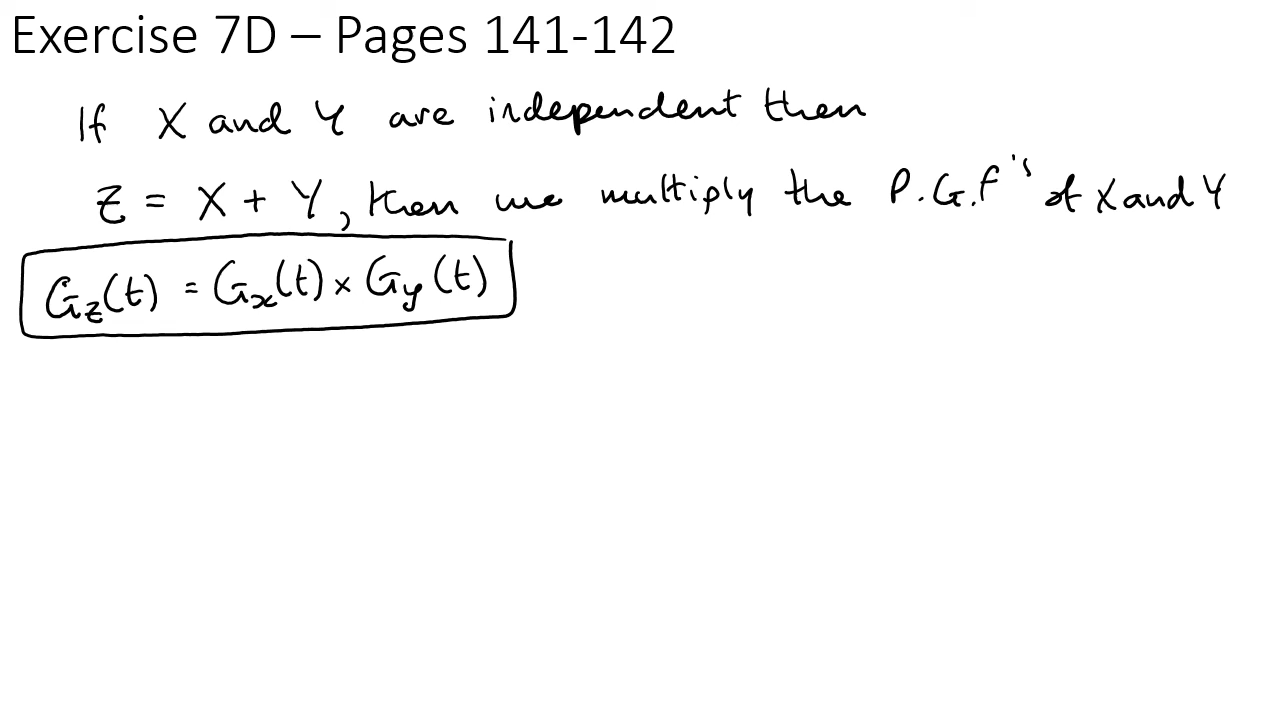 Exercise 7D – Pages 141-142
If X and Y are independent then
Z = X + Y, then we multiply the P.G.F's of X and Y
Gz(t) = Gx(t) × Gy(t)